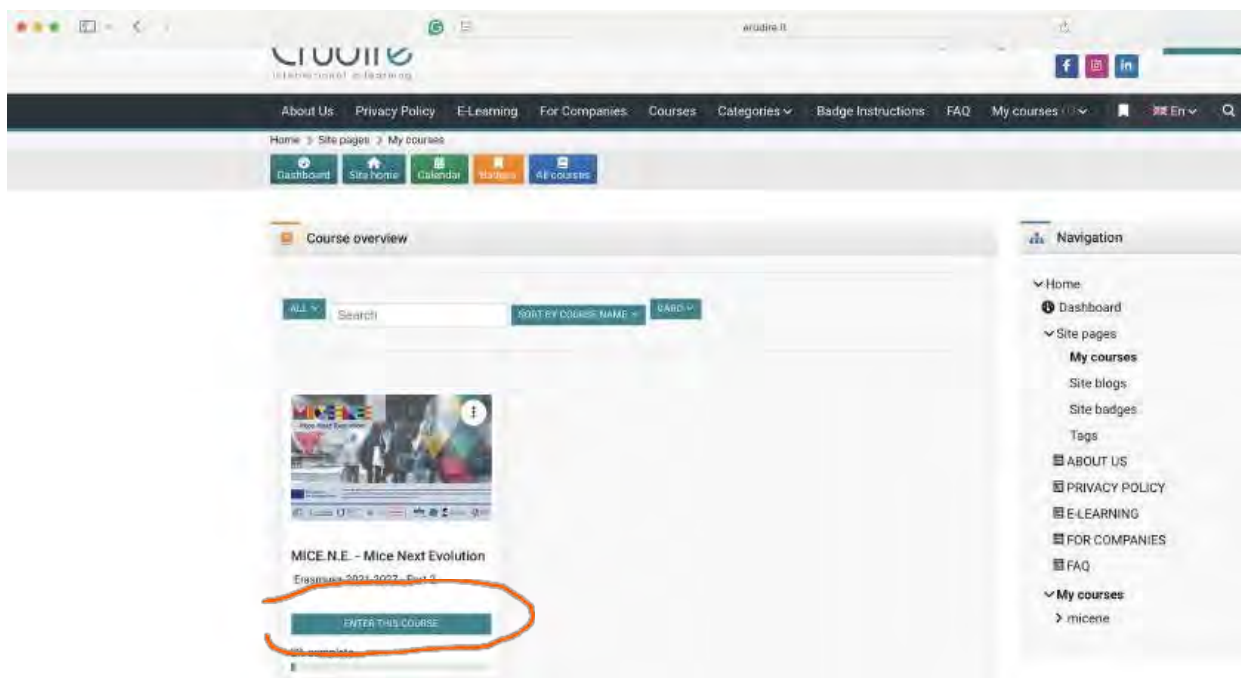 erudire.it
erudire
international e-learning
About Us Privacy Policy E-Learning For Companies Courses Categories Badge Instructions FAQ My courses En
Home > Site pages > My courses
Dashboard Site home Calendar Badges All courses
Course overview
ALL Search SORT BY COURSE NAME CARD
MICE.N.E. - Mice Next Evolution
ENTER THIS COURSE
complete
Navigation
Home
Dashboard
Site pages
My courses
Site blogs
Site badges
Tags
ABOUT US
PRIVACY POLICY
E-LEARNING
FOR COMPANIES
FAQ
My courses
> micene